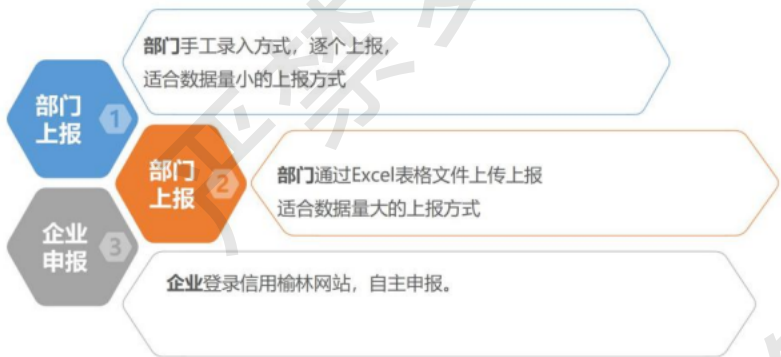 部门手工录入方式，逐个上报，
适合数据量小的上报方式
部门
上报
1
部门
上报
2
部门通过Excel表格文件上传上报
适合数据量大的上报方式
企业
申报
3
企业登录信用榆林网站，自主申报。
严禁